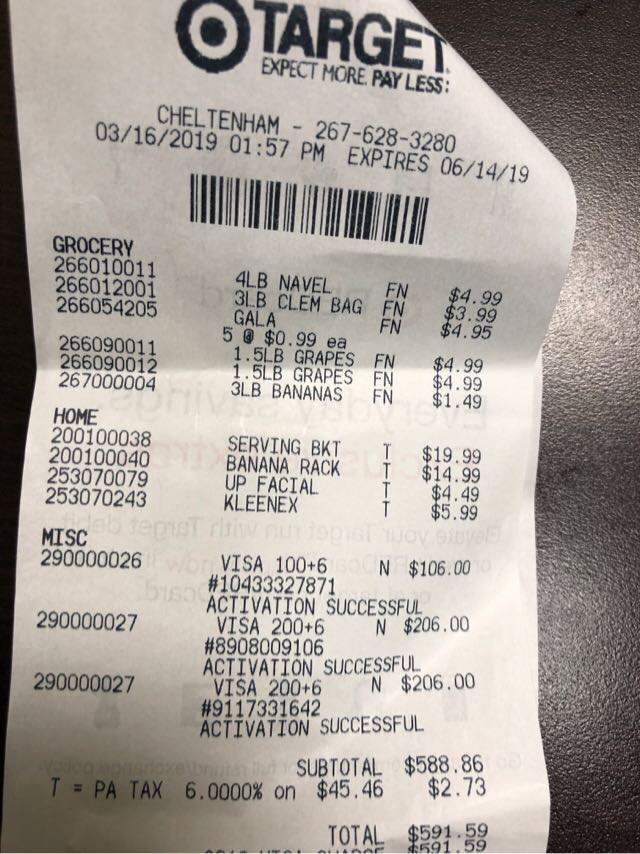 TARGET
EXPECT MORE. PAY LESS.
CHELTENHAM - 267-628-3280
03/16/2019 01:57 PM EXPIRES 06/14/19
GROCERY
266010011 4LB NAVEL FN $4.99
266012001 3LB CLEM BAG FN $3.99
266054205 GALA FN $4.95
5 @ $0.99 ea
266090011 1.5LB GRAPES FN $4.99
266090012 1.5LB GRAPES FN $4.99
267000004 3LB BANANAS FN $1.49
HOME
200100038 SERVING BKT T $19.99
200100040 BANANA RACK T $14.99
253070079 UP FACIAL T $4.49
253070243 KLEENEX T $5.99
MISC
290000026 VISA 100+6 N $106.00
#10433327871
ACTIVATION SUCCESSFUL
290000027 VISA 200+6 N $206.00
#8908009106
ACTIVATION SUCCESSFUL
290000027 VISA 200+6 N $206.00
#9117331642
ACTIVATION SUCCESSFUL
SUBTOTAL $588.86
T = PA TAX 6.0000% on $45.46 $2.73
TOTAL $591.59
$591.59